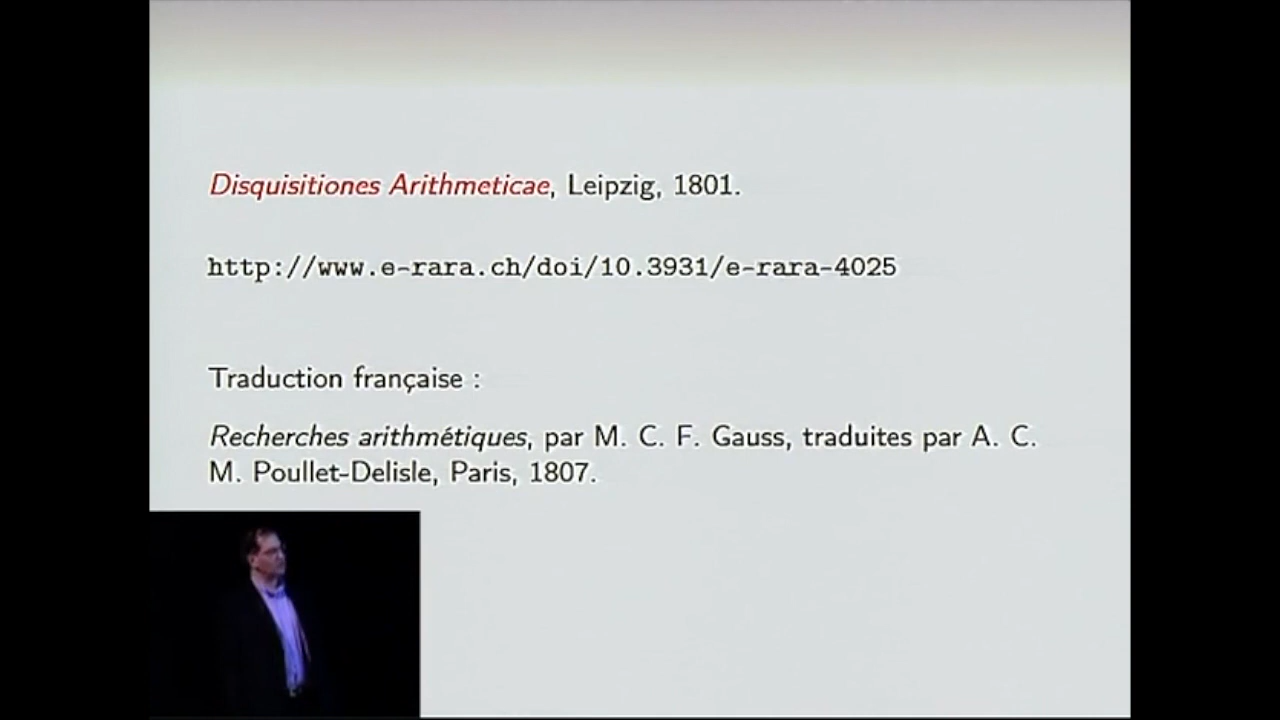 Disquisitiones Arithmeticae, Leipzig, 1801.
http://www.e-rara.ch/doi/10.3931/e-rara-4025
Traduction française :
Recherches arithmétiques, par M. C. F. Gauss, traduites par A. C.
M. Poullet-Delisle, Paris, 1807.